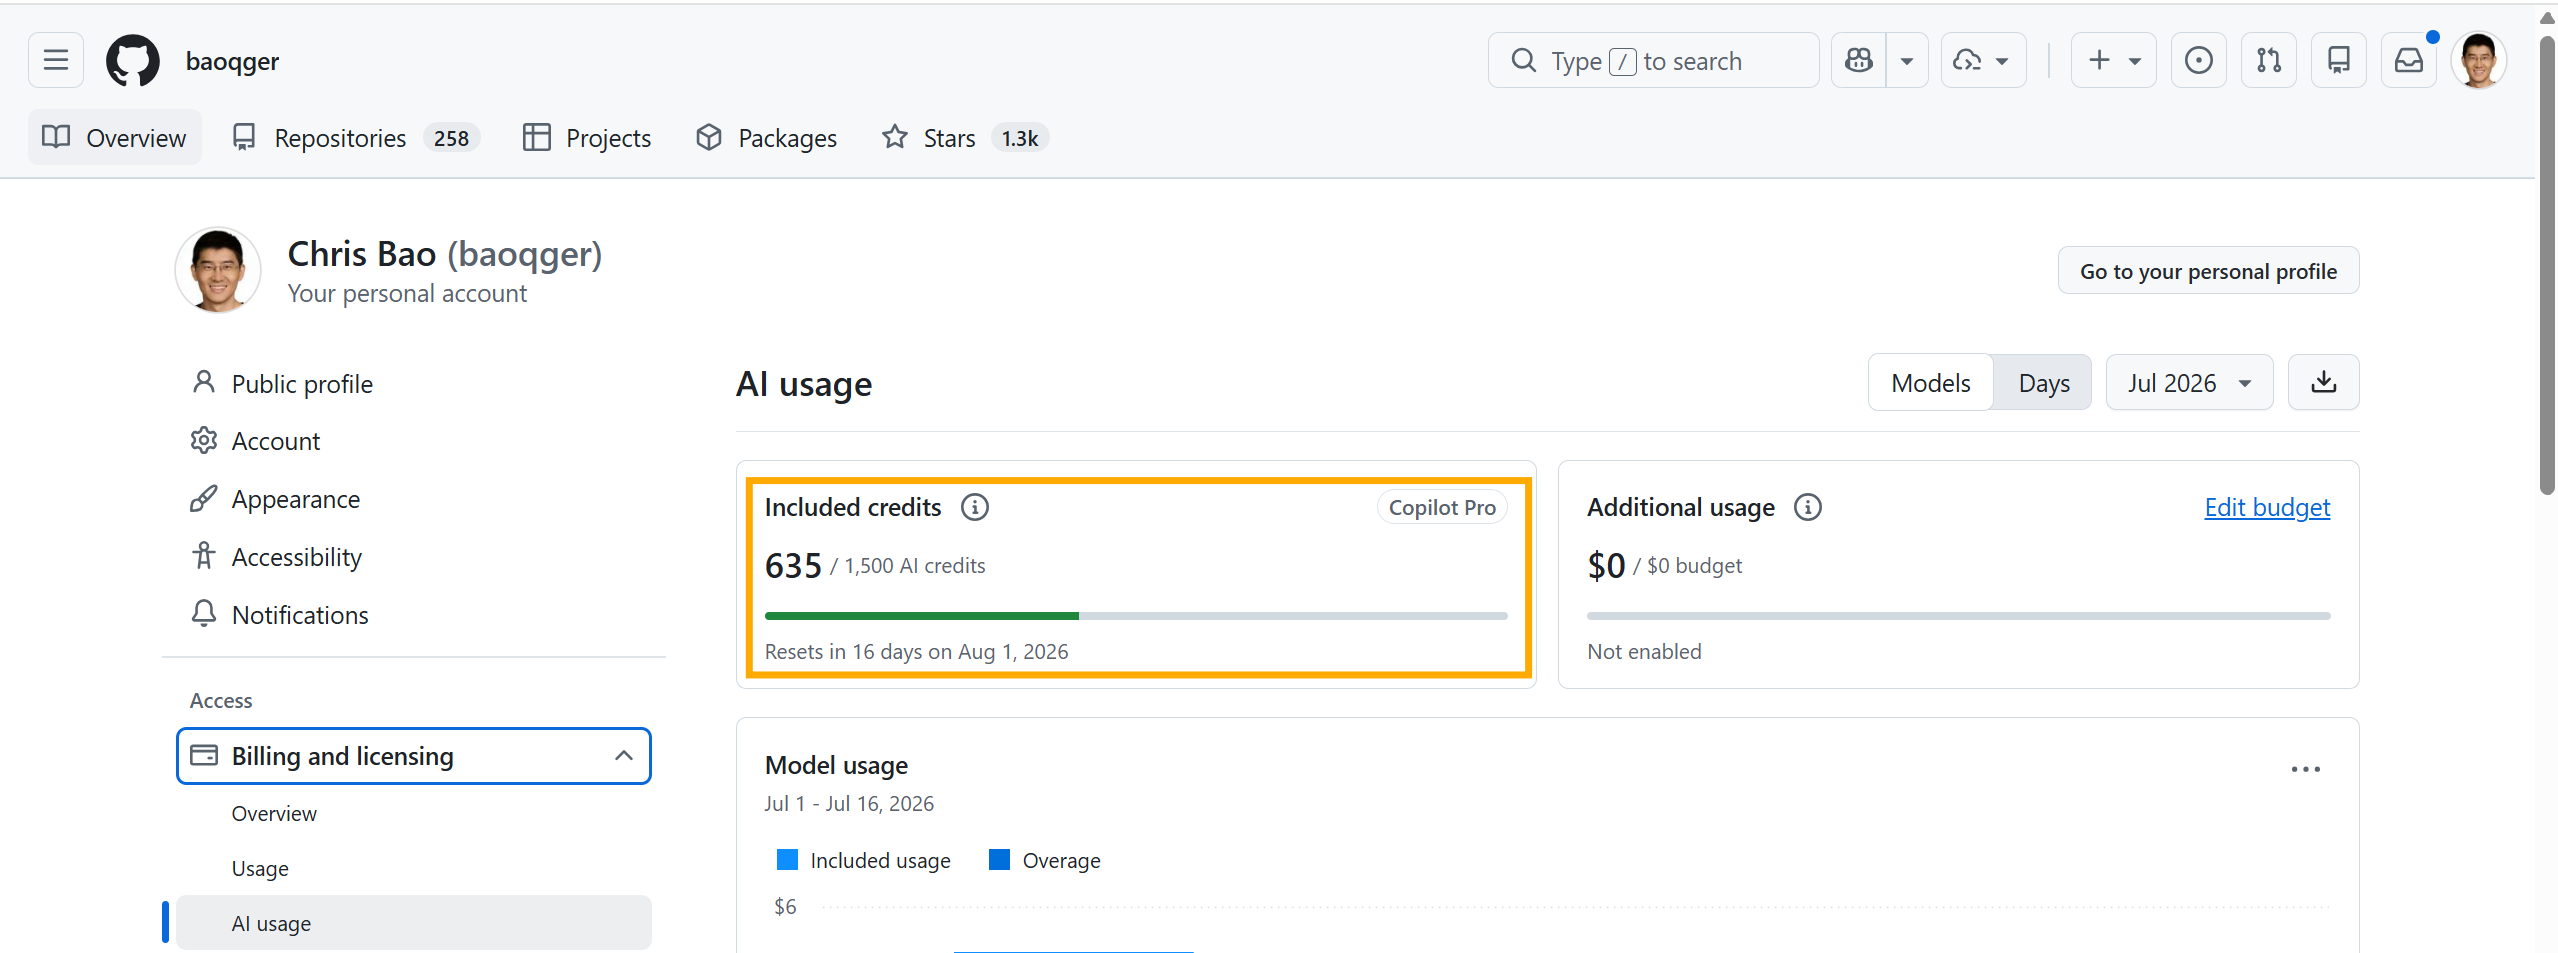 baoqger
Type / to search
Overview
Repositories 258
Projects
Packages
Stars 1.3k
Chris Bao (baoqger)
Your personal account
Go to your personal profile
Public profile
Account
Appearance
Accessibility
Notifications
Access
Billing and licensing
Overview
Usage
AI usage
AI usage
Models
Days
Jul 2026
Included credits
Copilot Pro
635 / 1,500 AI credits
Resets in 16 days on Aug 1, 2026
Additional usage
Edit budget
$0 / $0 budget
Not enabled
Model usage
Jul 1 - Jul 16, 2026
Included usage
Overage
$6